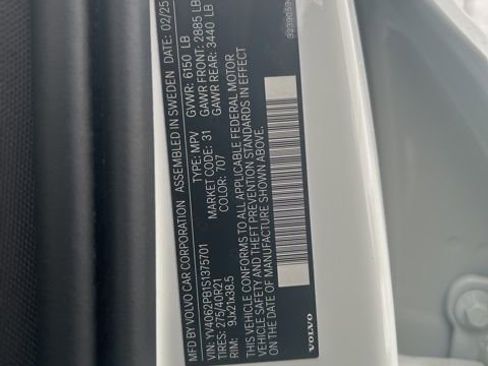 MFD BY VOLVO CAR CORPORATION ASSEMBLED IN SWEDEN DATE: 02/25
GVWR: 6150 LB
GAWR FRONT: 2885 LB
GAWR REAR: 3440 LB
VIN: YV4062PB1S1375701 TYPE: MPV
MARKET CODE: 31
COLOR: 707
TIRES: 275/40R21
RIM: 9Jx21x38.5
THIS VEHICLE CONFORMS TO ALL APPLICABLE FEDERAL MOTOR
VEHICLE SAFETY AND THEFT PREVENTION STANDARDS IN EFFECT
ON THE DATE OF MANUFACTURE SHOWN ABOVE.
VOLVO